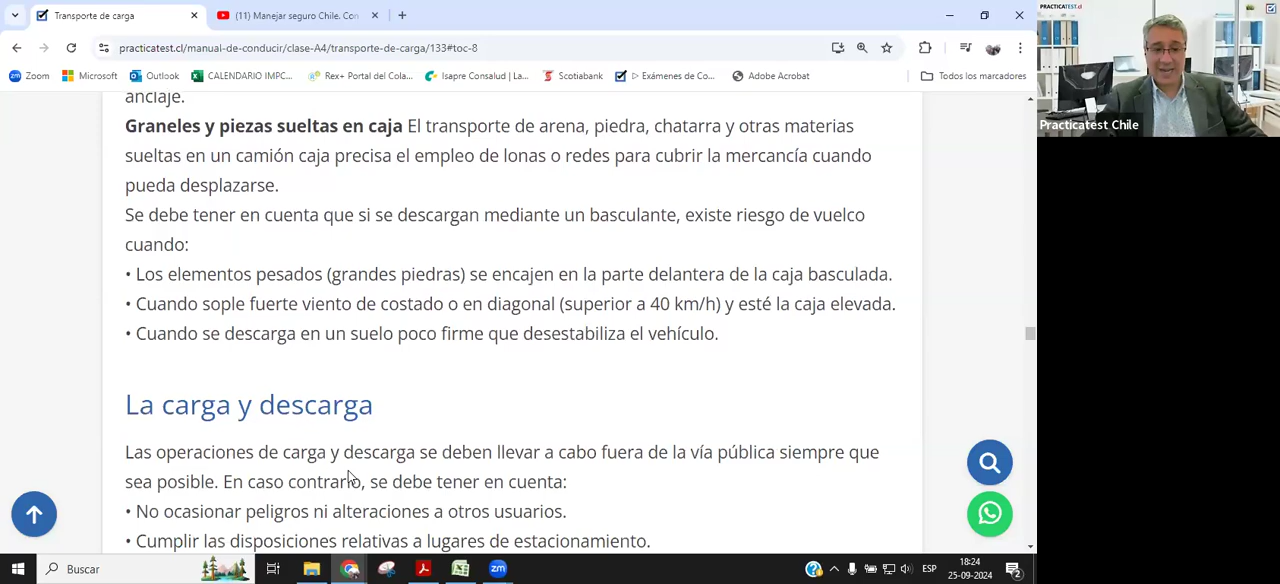 Transporte de carga
(11) Manejar seguro Chile: Con
practicatest.cl/manual-de-conducir/clase-A4/transporte-de-carga/133#toc-8
Zoom
Microsoft
Outlook
CALENDARIO IMPC...
Rex+ Portal del Cola...
Isapre Consalud | La...
Scotiabank
▷ Exámenes de Co...
Adobe Acrobat
Todos los marcadores
anclaje.
Graneles y piezas sueltas en caja: El transporte de arena, piedra, chatarra y otras materias
sueltas en un camión caja precisa el empleo de lonas o redes para cubrir la mercancía cuando
pueda desplazarse.
Se debe tener en cuenta que si se descargan mediante un basculante, existe riesgo de vuelco
cuando:
• Los elementos pesados (grandes piedras) se encajen en la parte delantera de la caja basculada.
• Cuando sople fuerte viento de costado o en diagonal (superior a 40 km/h) y esté la caja elevada.
• Cuando se descarga en un suelo poco firme que desestabiliza el vehículo.
La carga y descarga
Las operaciones de carga y descarga se deben llevar a cabo fuera de la vía pública siempre que
sea posible. En caso contrario, se debe tener en cuenta:
• No ocasionar peligros ni alteraciones a otros usuarios.
• Cumplir las disposiciones relativas a lugares de estacionamiento.
Buscar
ESP
18:24
25-09-2024
2
PRACTICATEST.cl
Practicatest Chile